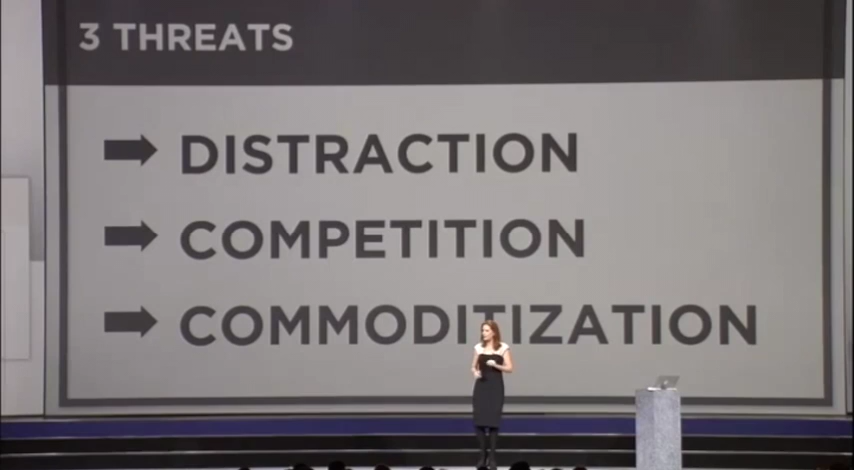 3 THREATS
DISTRACTION
COMPETITION
COMMODITIZATION